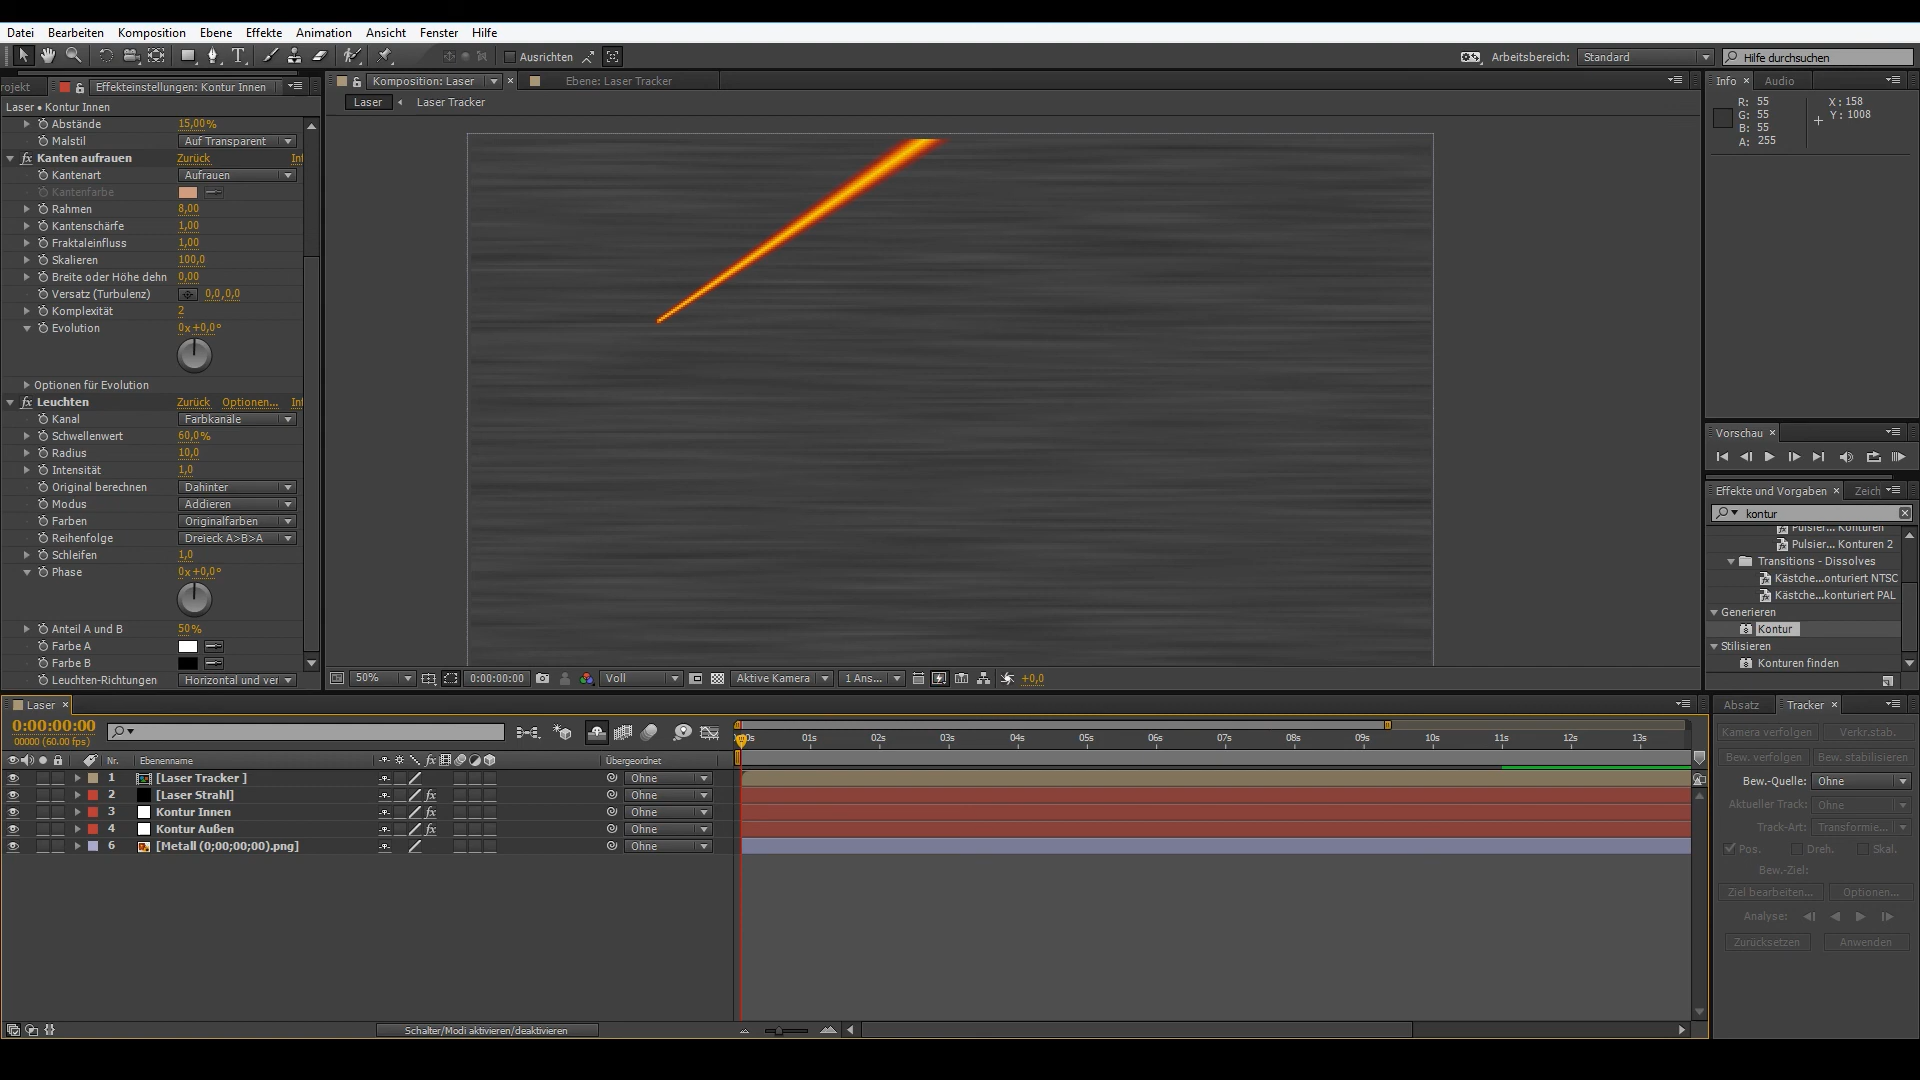 Datei Bearbeiten Komposition Ebene Effekte Animation Ansicht Fenster Hilfe
Ausrichten
Arbeitsbereich: Standard
Hilfe durchsuchen
rojekt Effekteinstellungen: Kontur Innen
Laser • Kontur Innen
Abstände 15,00%
Malstil Auf Transparent
fx Kanten aufrauen Zurück Inf
Kantenart Aufrauen
Kantenfarbe
Rahmen 8,00
Kantenschärfe 1,00
Fraktaleinfluss 1,00
Skalieren 100,0
Breite oder Höhe dehn 0,00
Versatz (Turbulenz) 0,0,0,0
Komplexität 2
Evolution 0x+0,0°
Optionen für Evolution
fx Leuchten Zurück Optionen... Inf
Kanal Farbkanäle
Schwellenwert 60,0%
Radius 10,0
Intensität 1,0
Original berechnen Dahinter
Modus Addieren
Farben Originalfarben
Reihenfolge Dreieck A>B>A
Schleifen 1,0
Phase 0x+0,0°
Anteil A und B 50%
Farbe A
Farbe B
Leuchten-Richtungen Horizontal und ver
Komposition: Laser Ebene: Laser Tracker
Laser Laser Tracker
50% 0:00:00:00 Voll Aktive Kamera 1 Ans... +0,0
Info Audio
R: 55 X: 158
G: 55 Y: 1008
B: 55
A: 255
Vorschau
Effekte und Vorgaben Zeich
kontur
Pulsier... Konturen
Pulsier... Konturen 2
Transitions - Dissolves
Kästche...onturiert NTSC
Kästche...konturiert PAL
Generieren
Kontur
Stilisieren
Konturen finden
Laser
0:00:00:00
00000 (60.00 fps)
Nr. Ebenenname fx Übergeordnet
1 [Laser Tracker ] Ohne
2 [Laser Strahl] fx Ohne
3 Kontur Innen fx Ohne
4 Kontur Außen fx Ohne
6 [Metall (0;00;00;00).png] Ohne
01s 02s 03s 04s 05s 06s 07s 08s 09s 10s 11s 12s 13s
Schalter/Modi aktivieren/deaktivieren
Absatz Tracker
Kamera verfolgen Verkr.stab.
Bew. verfolgen Bew. stabilisieren
Bew.-Quelle: Ohne
Aktueller Track: Ohne
Track-Art: Transformie...
Pos. Dreh. Skal.
Bew.-Ziel:
Ziel bearbeiten... Optionen...
Analyse:
Zurücksetzen Anwenden